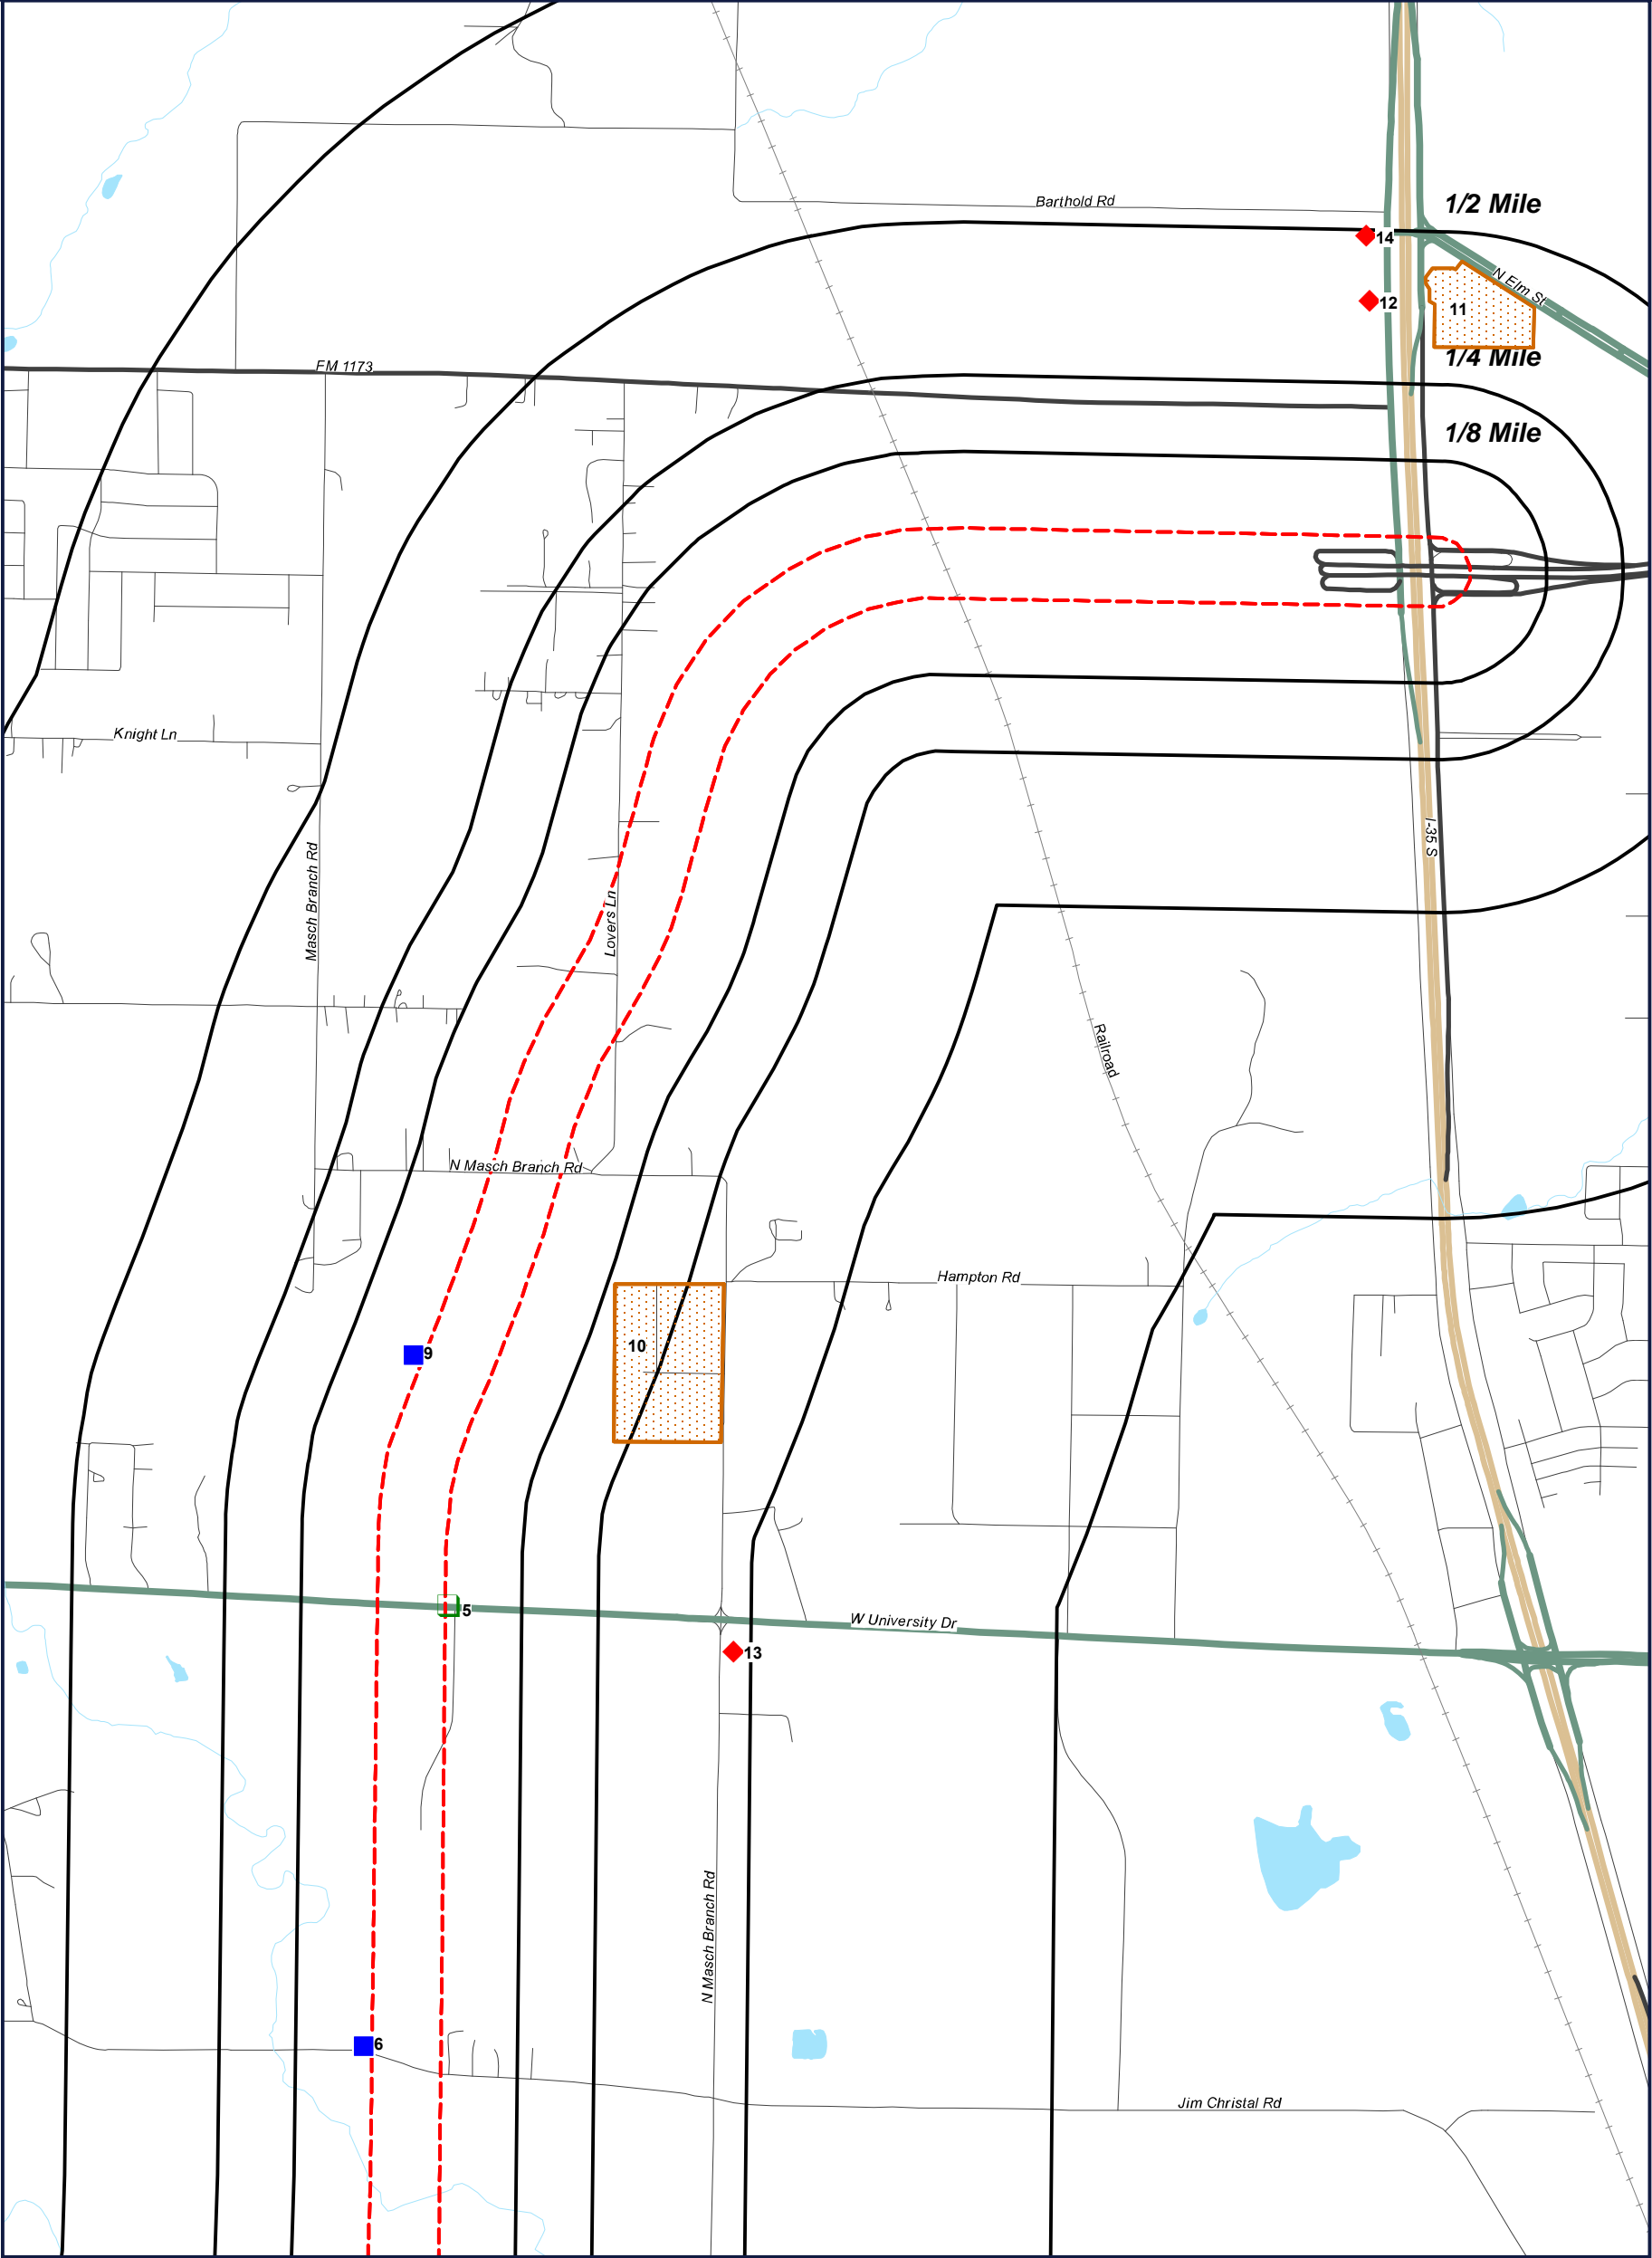 Barthold Rd
1/2 Mile
14
N Elm St
12
11
1/4 Mile
FM 1173
1/8 Mile
Knight Ln
I-35 S
Masch Branch Rd
Lovers Ln
Railroad
N Masch Branch Rd
Hampton Rd
10
9
5
W University Dr
13
N Masch Branch Rd
6
Jim Christal Rd